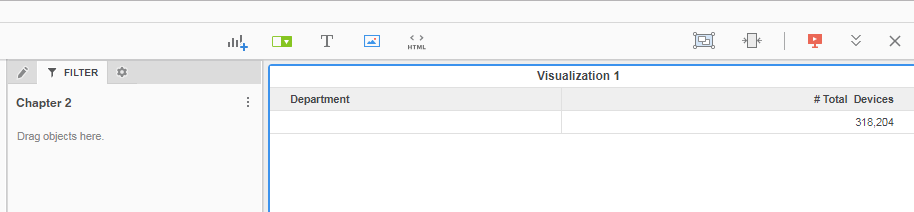 T
< >
HTML
FILTER
Visualization 1
Chapter 2
Department
# Total Devices
Drag objects here.
318,204